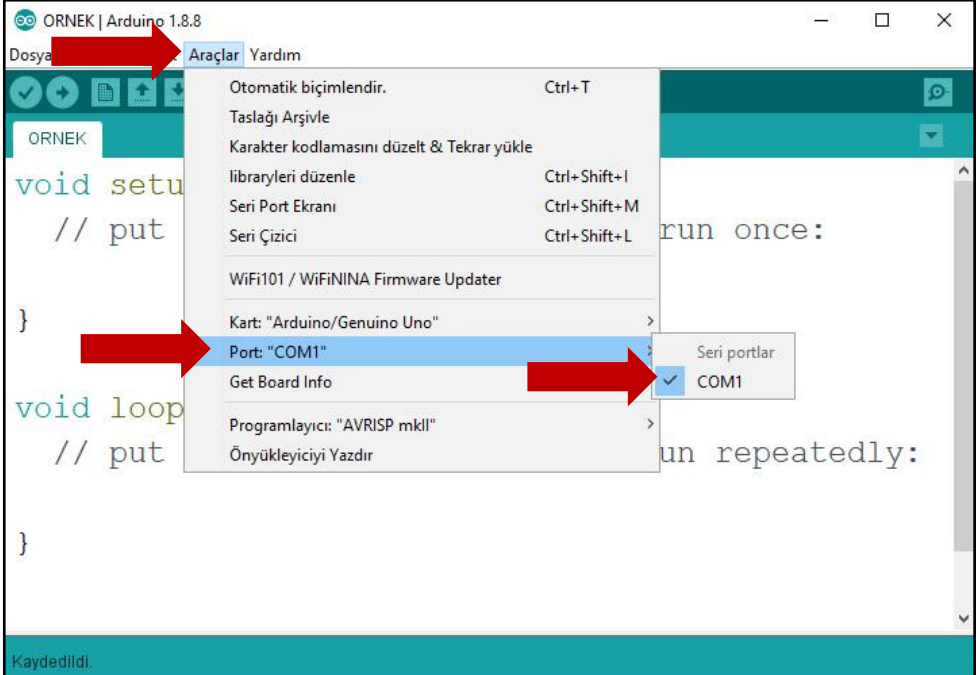 ORNEK | Arduino 1.8.8
Dosya Araçlar Yardım
ORNEK
Otomatik biçimlendir. Ctrl+T
Taslağı Arşivle
Karakter kodlamasını düzelt & Tekrar yükle
libraryleri düzenle Ctrl+Shift+I
Seri Port Ekranı Ctrl+Shift+M
Seri Çizici Ctrl+Shift+L
WiFi101 / WiFiNINA Firmware Updater
Kart: "Arduino/Genuino Uno"
Port: "COM1"
Get Board Info
Programlayıcı: "AVRISP mkII"
Önyükleyiciyi Yazdır
Seri portlar
COM1
void setu
// put run once:
}
void loop
// put un repeatedly:
}
Kaydedildi.